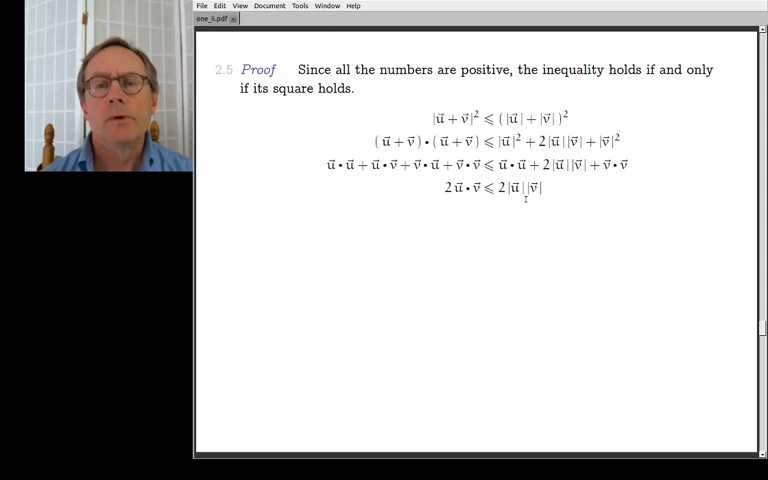 File Edit View Document Tools Window Help
one_ii.pdf
2.5 Proof Since all the numbers are positive, the inequality holds if and only
if its square holds.
|u⃗ + v⃗|² ⩽ ( |u⃗| + |v⃗| )²
( u⃗ + v⃗ ) • ( u⃗ + v⃗ ) ⩽ |u⃗|² + 2 |u⃗| |v⃗| + |v⃗|²
u⃗ • u⃗ + u⃗ • v⃗ + v⃗ • u⃗ + v⃗ • v⃗ ⩽ u⃗ • u⃗ + 2 |u⃗| |v⃗| + v⃗ • v⃗
2 u⃗ • v⃗ ⩽ 2 |u⃗| |v⃗|